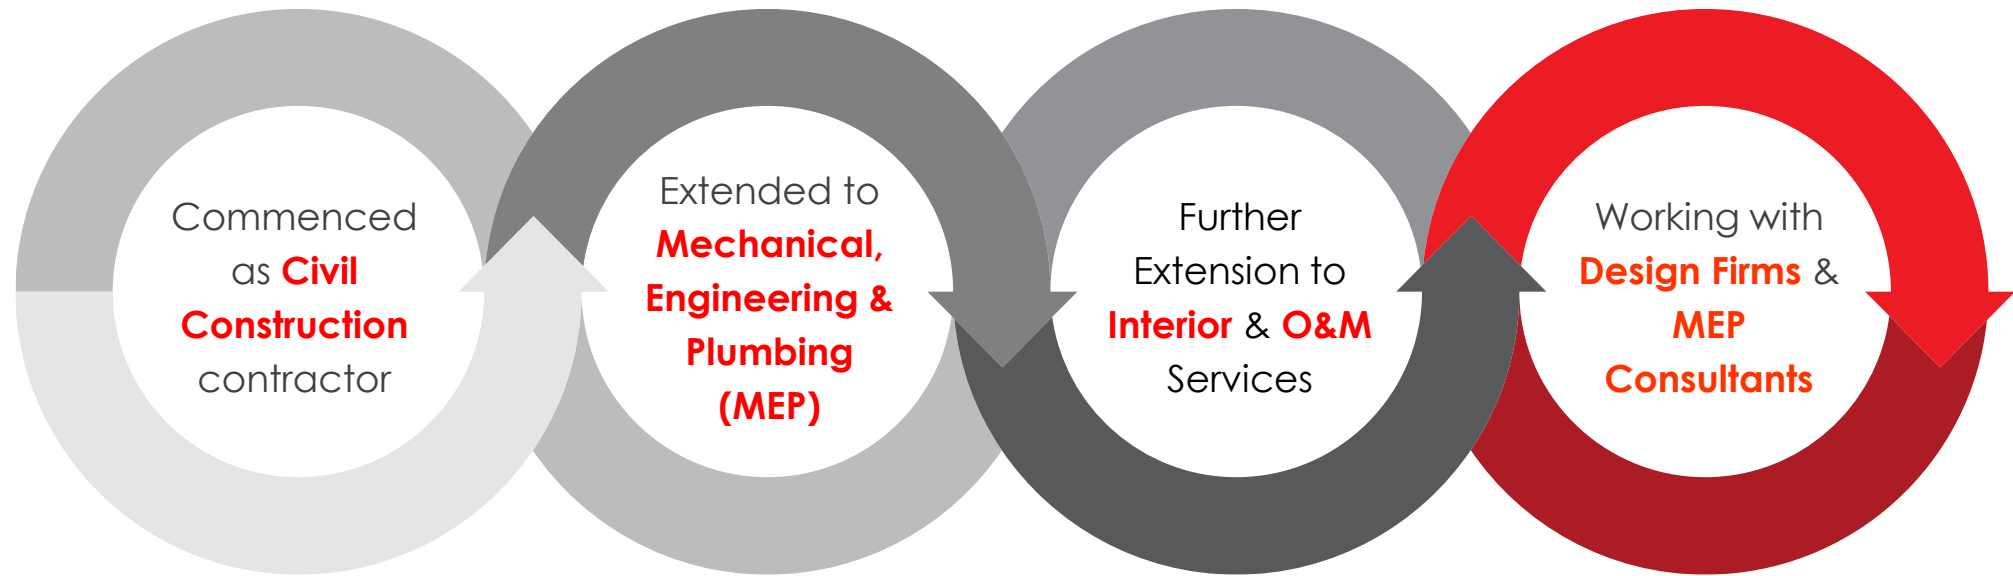 Commenced
as Civil
Construction
contractor
Extended to
Mechanical,
Engineering &
Plumbing
(MEP)
Further
Extension to
Interior & O&M
Services
Working with
Design Firms &
MEP
Consultants